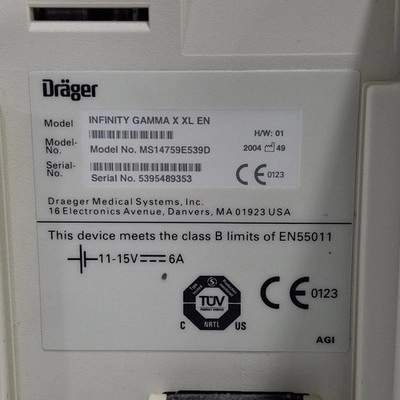 Dräger
Model INFINITY GAMMA X XL EN
H/W: 01
Model-No. Model No. MS14759E539D
2004 49
Serial-No. Serial No. 5395489353
CE 0123
Draeger Medical Systems, Inc.
16 Electronics Avenue, Danvers, MA 01923 USA
This device meets the class B limits of EN55011
11-15V 6A
TÜV
CE 0123
C NRTL US
AGI